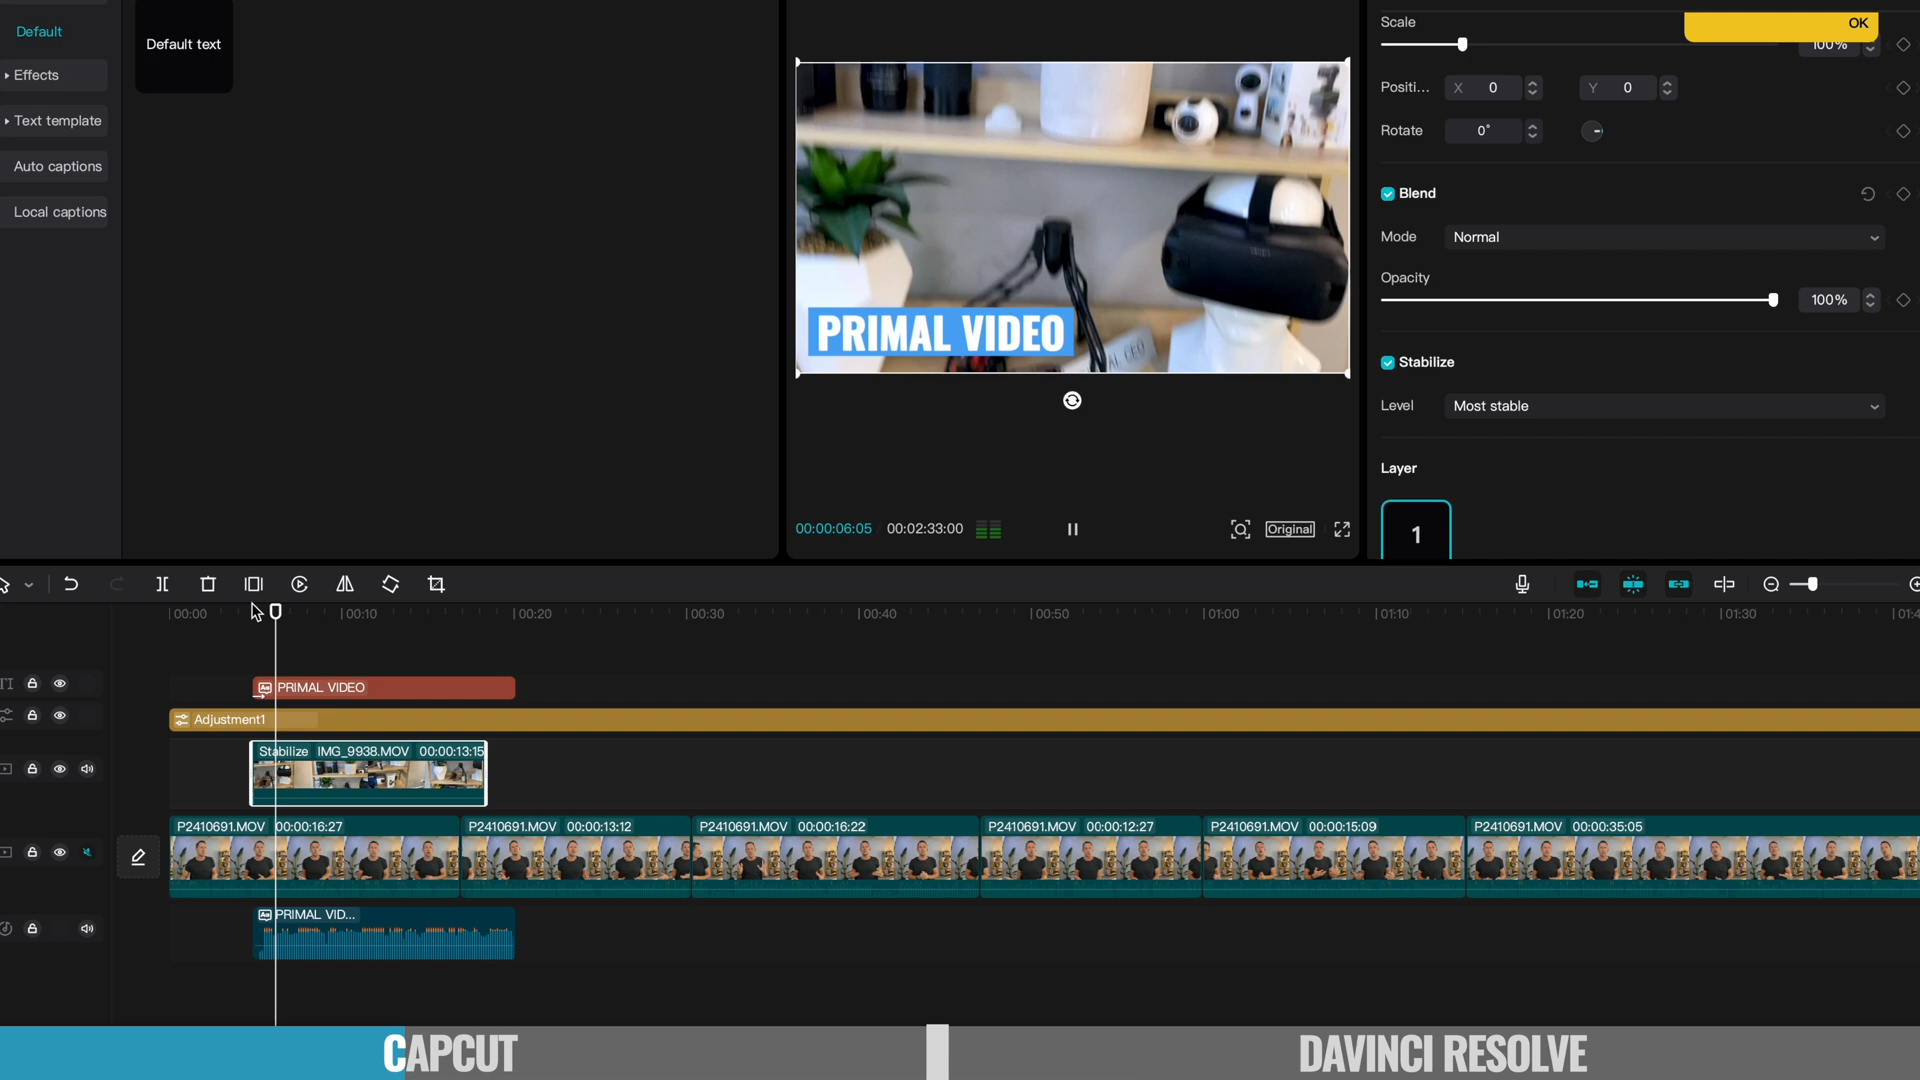 Default
Effects
Text template
Auto captions
Local captions
Default text
PRIMAL VIDEO
00:00:06:05 / 00:02:33:00
Original
Scale
OK
100%
Positi...
X 0
Y 0
Rotate
0°
Blend
Mode
Normal
Opacity
100%
Stabilize
Level
Most stable
Layer
1
00:00 00:10 00:20 00:30 00:40 00:50 01:00 01:10 01:20 01:30
PRIMAL VIDEO
Adjustment1
Stabilize IMG_9938.MOV 00:00:13:15
P2410691.MOV 00:00:16:27
P2410691.MOV 00:00:13:12
P2410691.MOV 00:00:16:22
P2410691.MOV 00:00:12:27
P2410691.MOV 00:00:15:09
P2410691.MOV 00:00:35:05
PRIMAL VID...
CAPCUT
DAVINCI RESOLVE